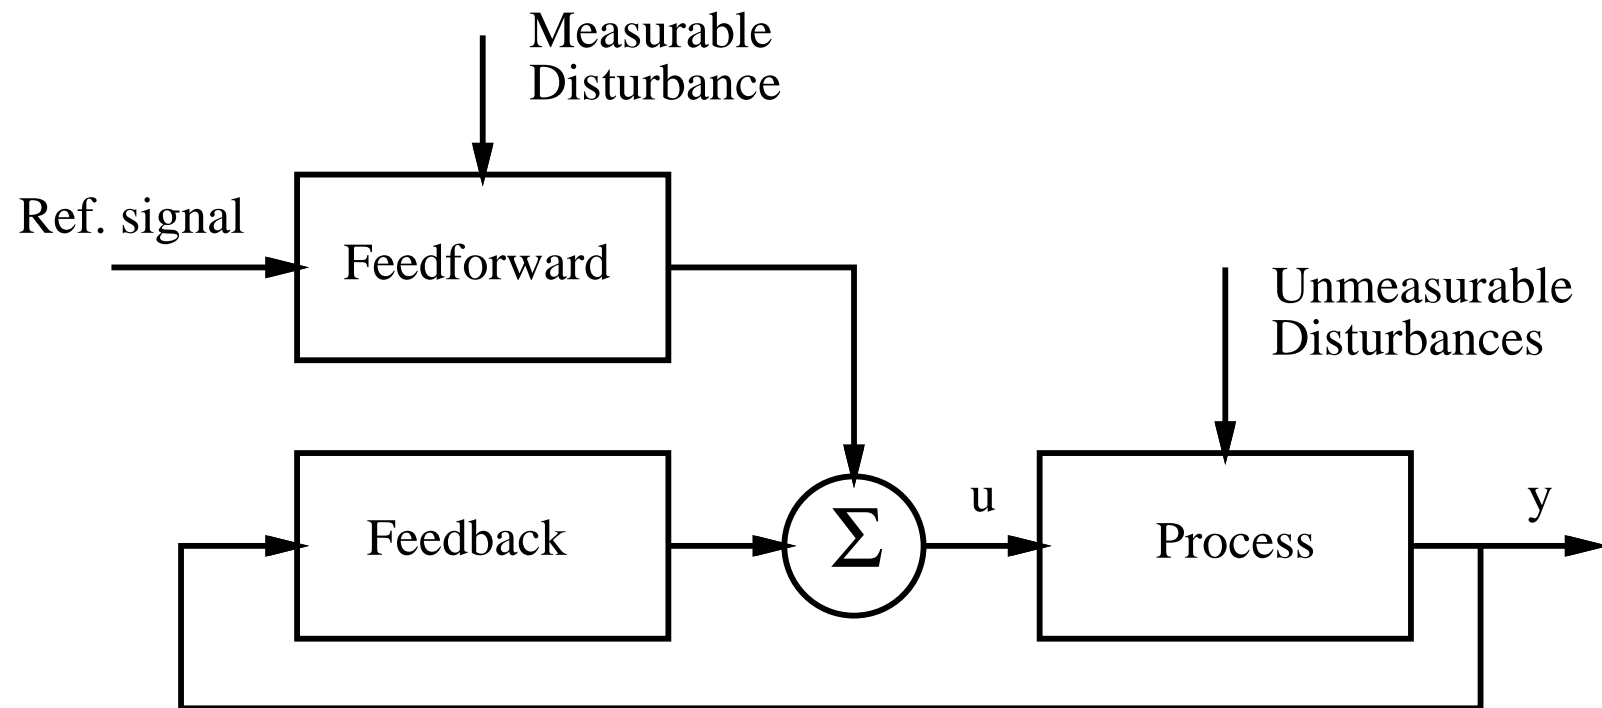 Measurable
Disturbance
Ref. signal
Feedforward
Unmeasurable
Disturbances
Feedback
Σ
u
Process
y